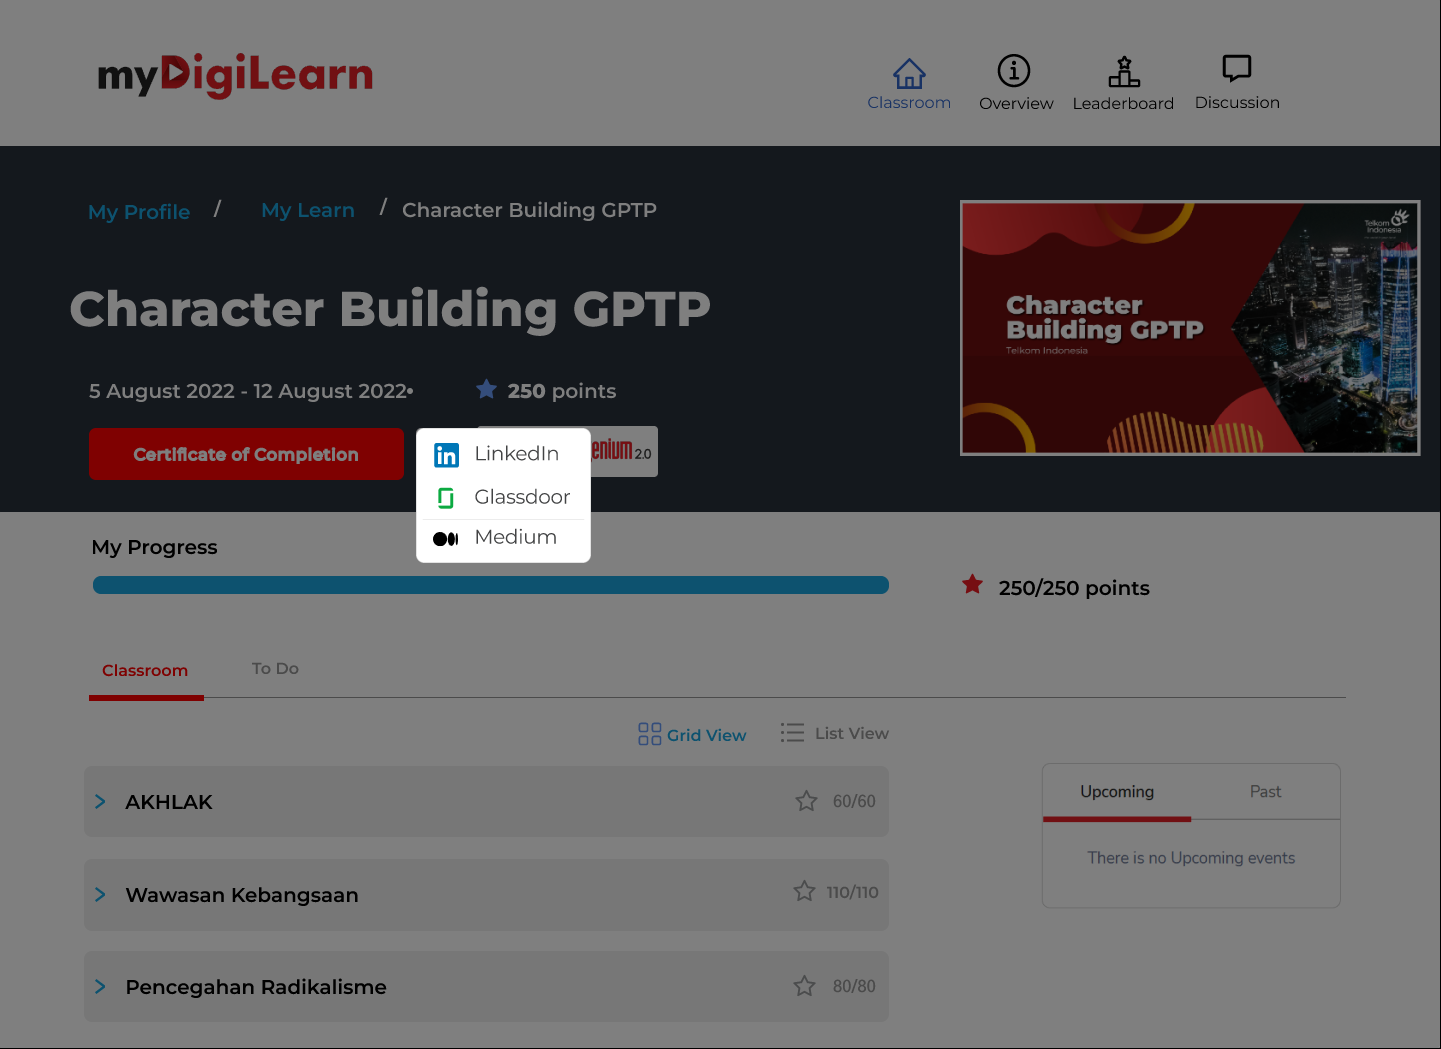 myDigiLearn
Classroom
Overview
Leaderboard
Discussion
My Profile / My Learn / Character Building GPTP
Telkom
Indonesia
Character Building GPTP
Character
Building GPTP
Telkom Indonesia
5 August 2022 - 12 August 2022•
250 points
Certificate of Completion
LinkedIn
Glassdoor
Medium
enium 2.0
My Progress
250/250 points
Classroom
To Do
Grid View
List View
AKHLAK
60/60
Wawasan Kebangsaan
110/110
Pencegahan Radikalisme
80/80
Upcoming
Past
There is no Upcoming events